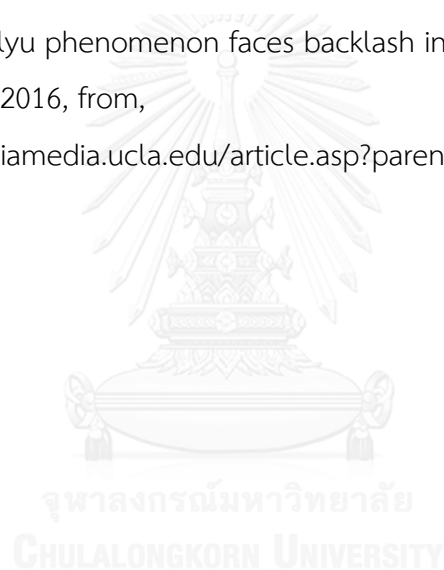 lyu phenomenon faces backlash in
2016, from,
iamedia.ucla.edu/article.asp?paren
จุฬาลงกรณ์มหาวิทยาลัย
CHULALONGKORN UNIVERSITY